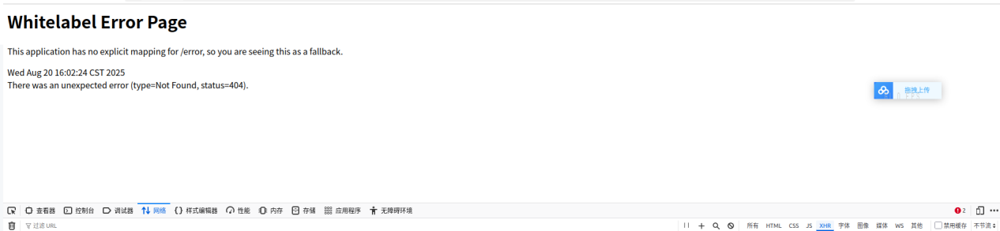 Whitelabel Error Page
This application has no explicit mapping for /error, so you are seeing this as a fallback.
Wed Aug 20 16:02:24 CST 2025
There was an unexpected error (type=Not Found, status=404).
拖拽上传
查看器 控制台 调试器 网络 样式编辑器 性能 内存 存储 应用程序 无障碍环境 2
过滤 URL 所有 HTML CSS JS XHR 字体 图像 媒体 WS 其他 禁用缓存 不节流